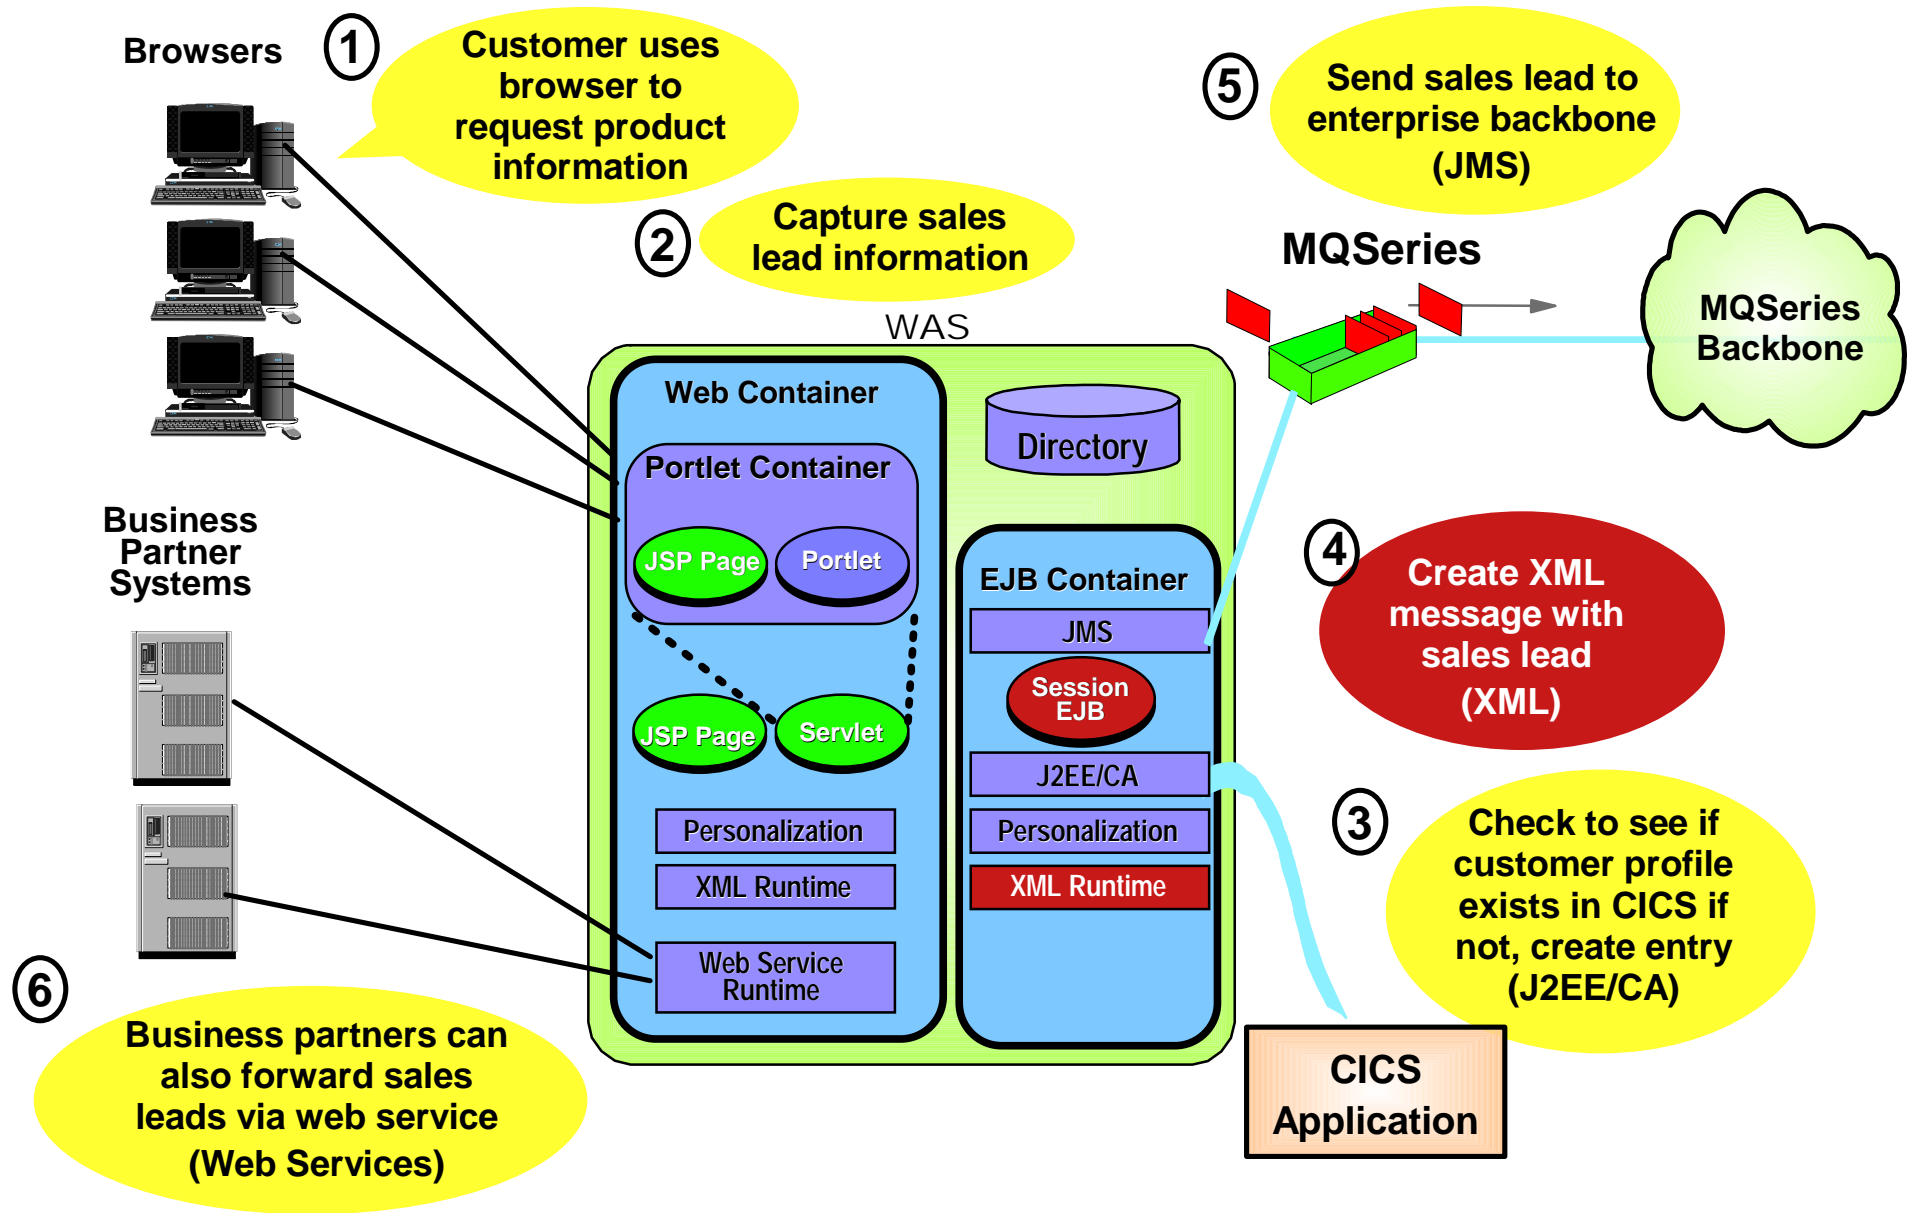 Browsers
1
Customer uses
browser to
request product
information
2
Capture sales
lead information
5
Send sales lead to
enterprise backbone
(JMS)
MQSeries
MQSeries
Backbone
WAS
Web Container
Portlet Container
JSP Page
Portlet
JSP Page
Servlet
Personalization
XML Runtime
Web Service
Runtime
Directory
EJB Container
JMS
Session
EJB
J2EE/CA
Personalization
XML Runtime
4
Create XML
message with
sales lead
(XML)
3
Check to see if
customer profile
exists in CICS if
not, create entry
(J2EE/CA)
CICS
Application
Business
Partner
Systems
6
Business partners can
also forward sales
leads via web service
(Web Services)